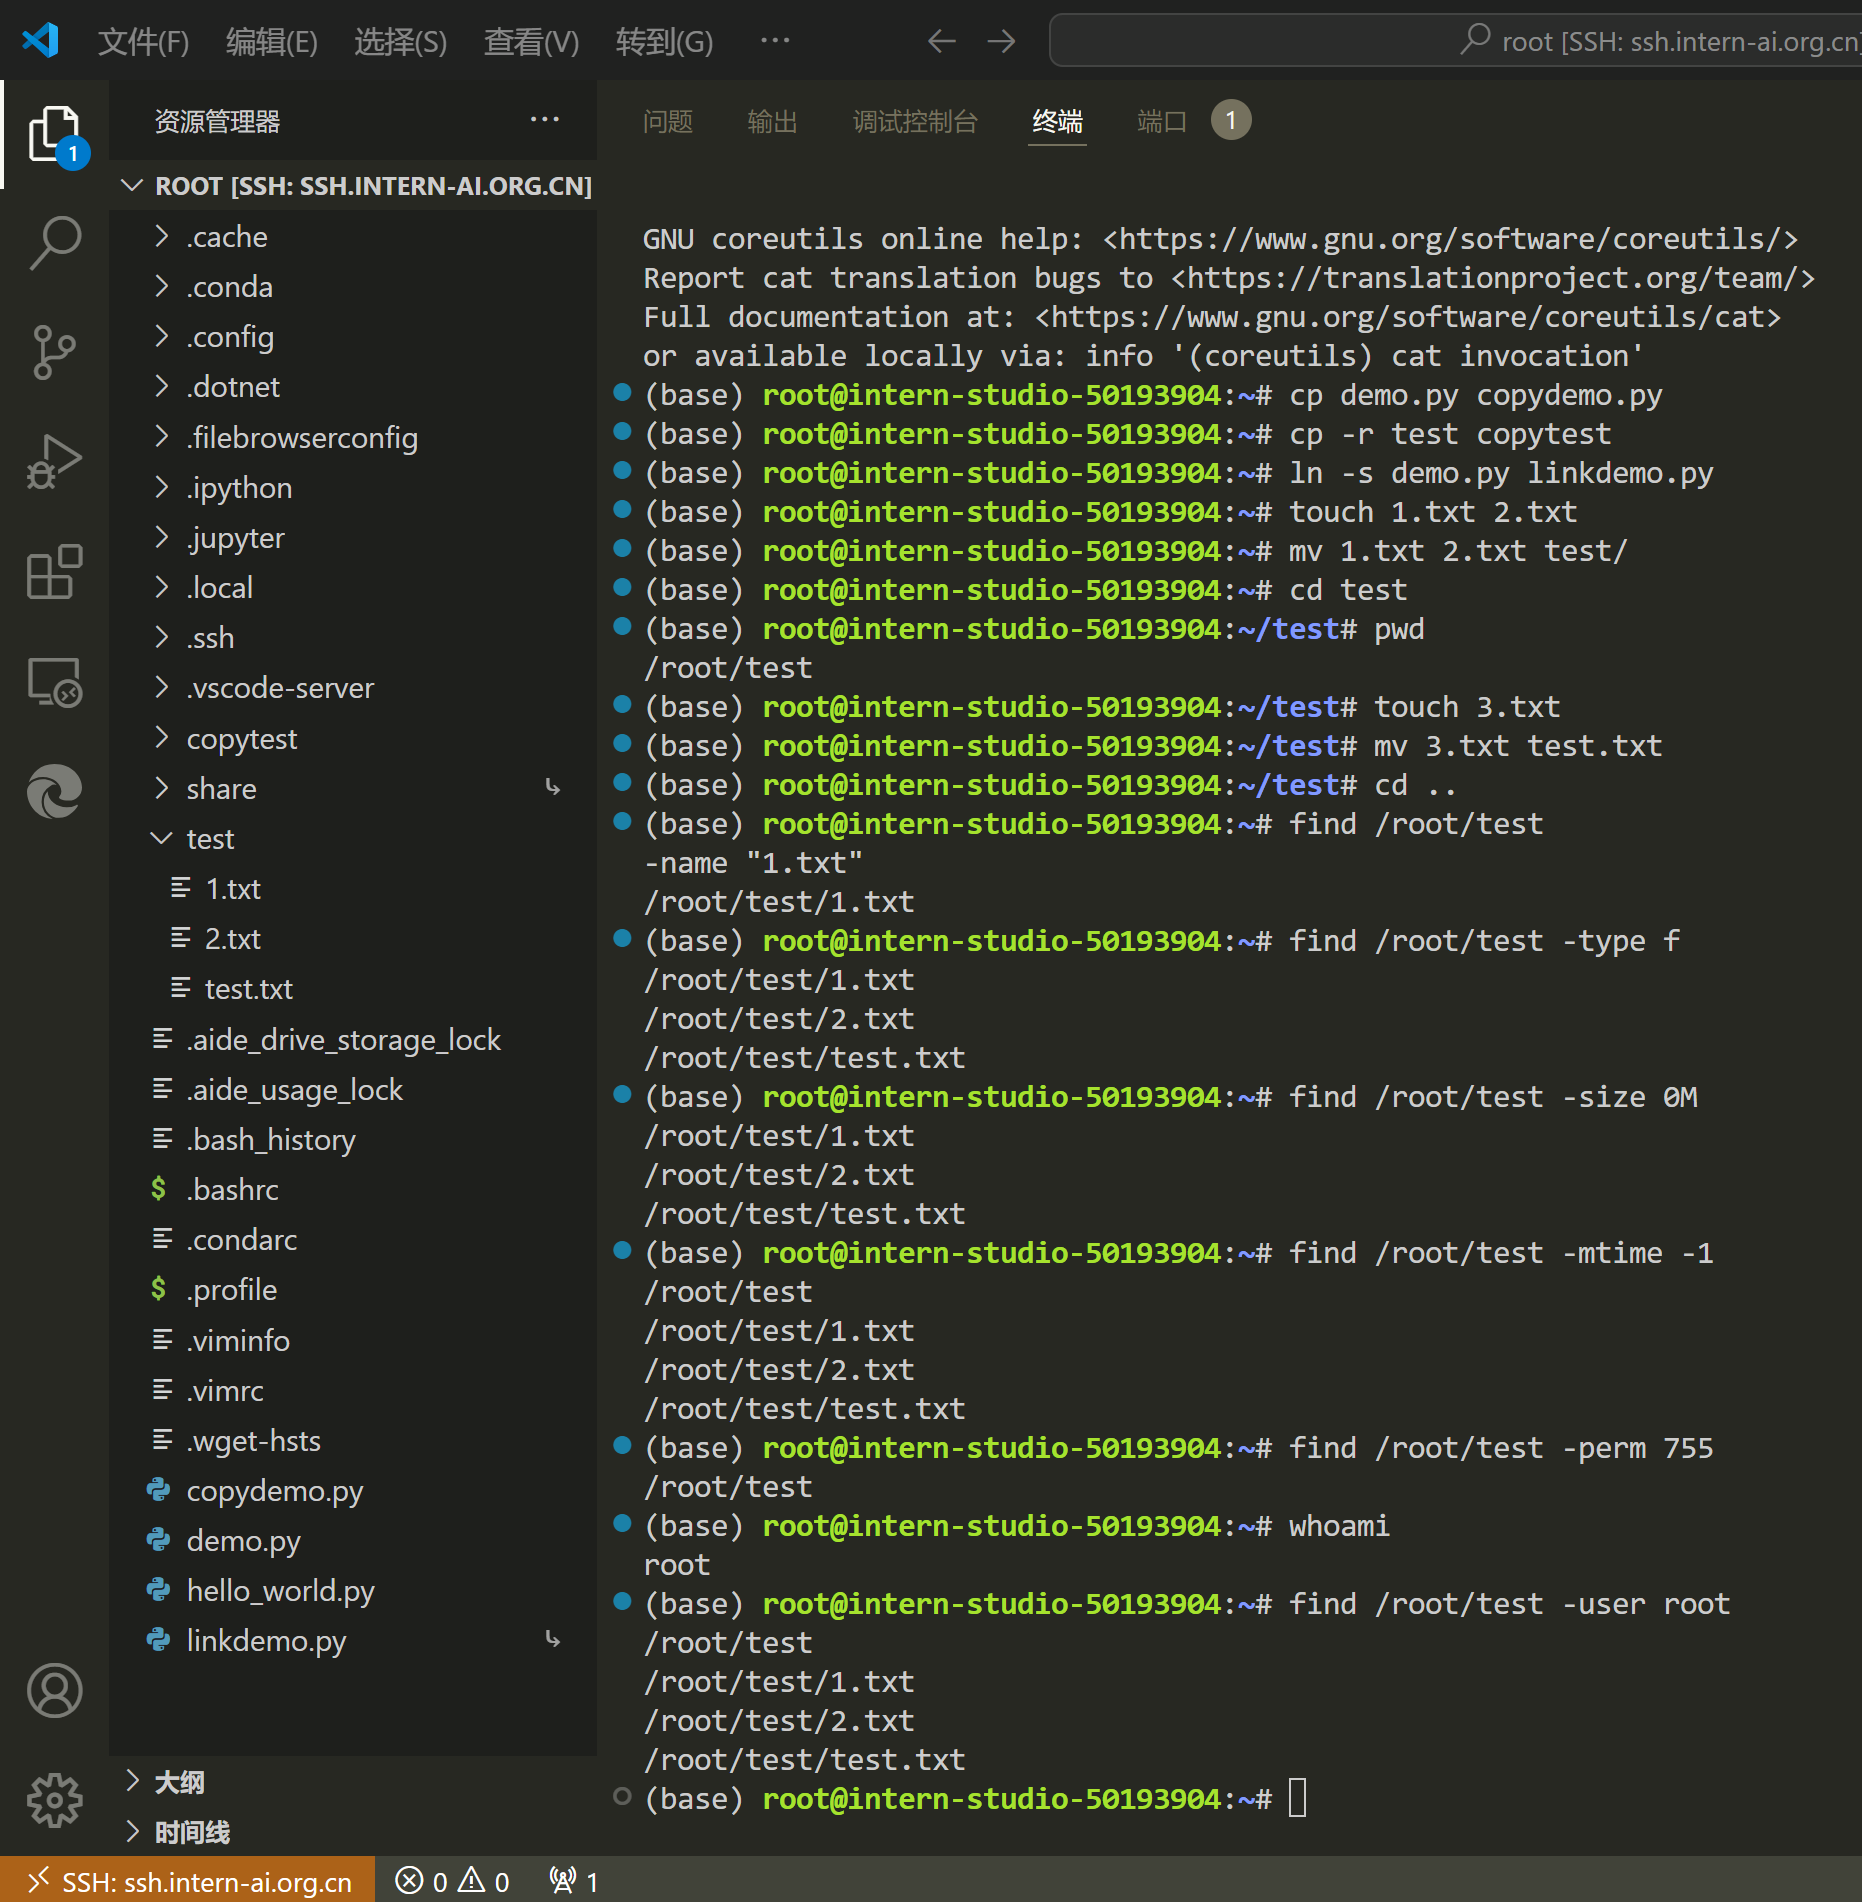 文件(F) 编辑(E) 选择(S) 查看(V) 转到(G) ··· root [SSH: ssh.intern-ai.org.cn]
资源管理器 ···
1
ROOT [SSH: SSH.INTERN-AI.ORG.CN]
.cache
.conda
.config
.dotnet
.filebrowserconfig
.ipython
.jupyter
.local
.ssh
.vscode-server
copytest
share
test
1.txt
2.txt
test.txt
.aide_drive_storage_lock
.aide_usage_lock
.bash_history
$ .bashrc
.condarc
$ .profile
.viminfo
.vimrc
.wget-hsts
copydemo.py
demo.py
hello_world.py
linkdemo.py
大纲
时间线
问题 输出 调试控制台 终端 端口 1
GNU coreutils online help: <https://www.gnu.org/software/coreutils/>
Report cat translation bugs to <https://translationproject.org/team/>
Full documentation at: <https://www.gnu.org/software/coreutils/cat>
or available locally via: info '(coreutils) cat invocation'
(base) root@intern-studio-50193904:~# cp demo.py copydemo.py
(base) root@intern-studio-50193904:~# cp -r test copytest
(base) root@intern-studio-50193904:~# ln -s demo.py linkdemo.py
(base) root@intern-studio-50193904:~# touch 1.txt 2.txt
(base) root@intern-studio-50193904:~# mv 1.txt 2.txt test/
(base) root@intern-studio-50193904:~# cd test
(base) root@intern-studio-50193904:~/test# pwd
/root/test
(base) root@intern-studio-50193904:~/test# touch 3.txt
(base) root@intern-studio-50193904:~/test# mv 3.txt test.txt
(base) root@intern-studio-50193904:~/test# cd ..
(base) root@intern-studio-50193904:~# find /root/test
-name "1.txt"
/root/test/1.txt
(base) root@intern-studio-50193904:~# find /root/test -type f
/root/test/1.txt
/root/test/2.txt
/root/test/test.txt
(base) root@intern-studio-50193904:~# find /root/test -size 0M
/root/test/1.txt
/root/test/2.txt
/root/test/test.txt
(base) root@intern-studio-50193904:~# find /root/test -mtime -1
/root/test
/root/test/1.txt
/root/test/2.txt
/root/test/test.txt
(base) root@intern-studio-50193904:~# find /root/test -perm 755
/root/test
(base) root@intern-studio-50193904:~# whoami
root
(base) root@intern-studio-50193904:~# find /root/test -user root
/root/test
/root/test/1.txt
/root/test/2.txt
/root/test/test.txt
(base) root@intern-studio-50193904:~#
SSH: ssh.intern-ai.org.cn 0 0 1